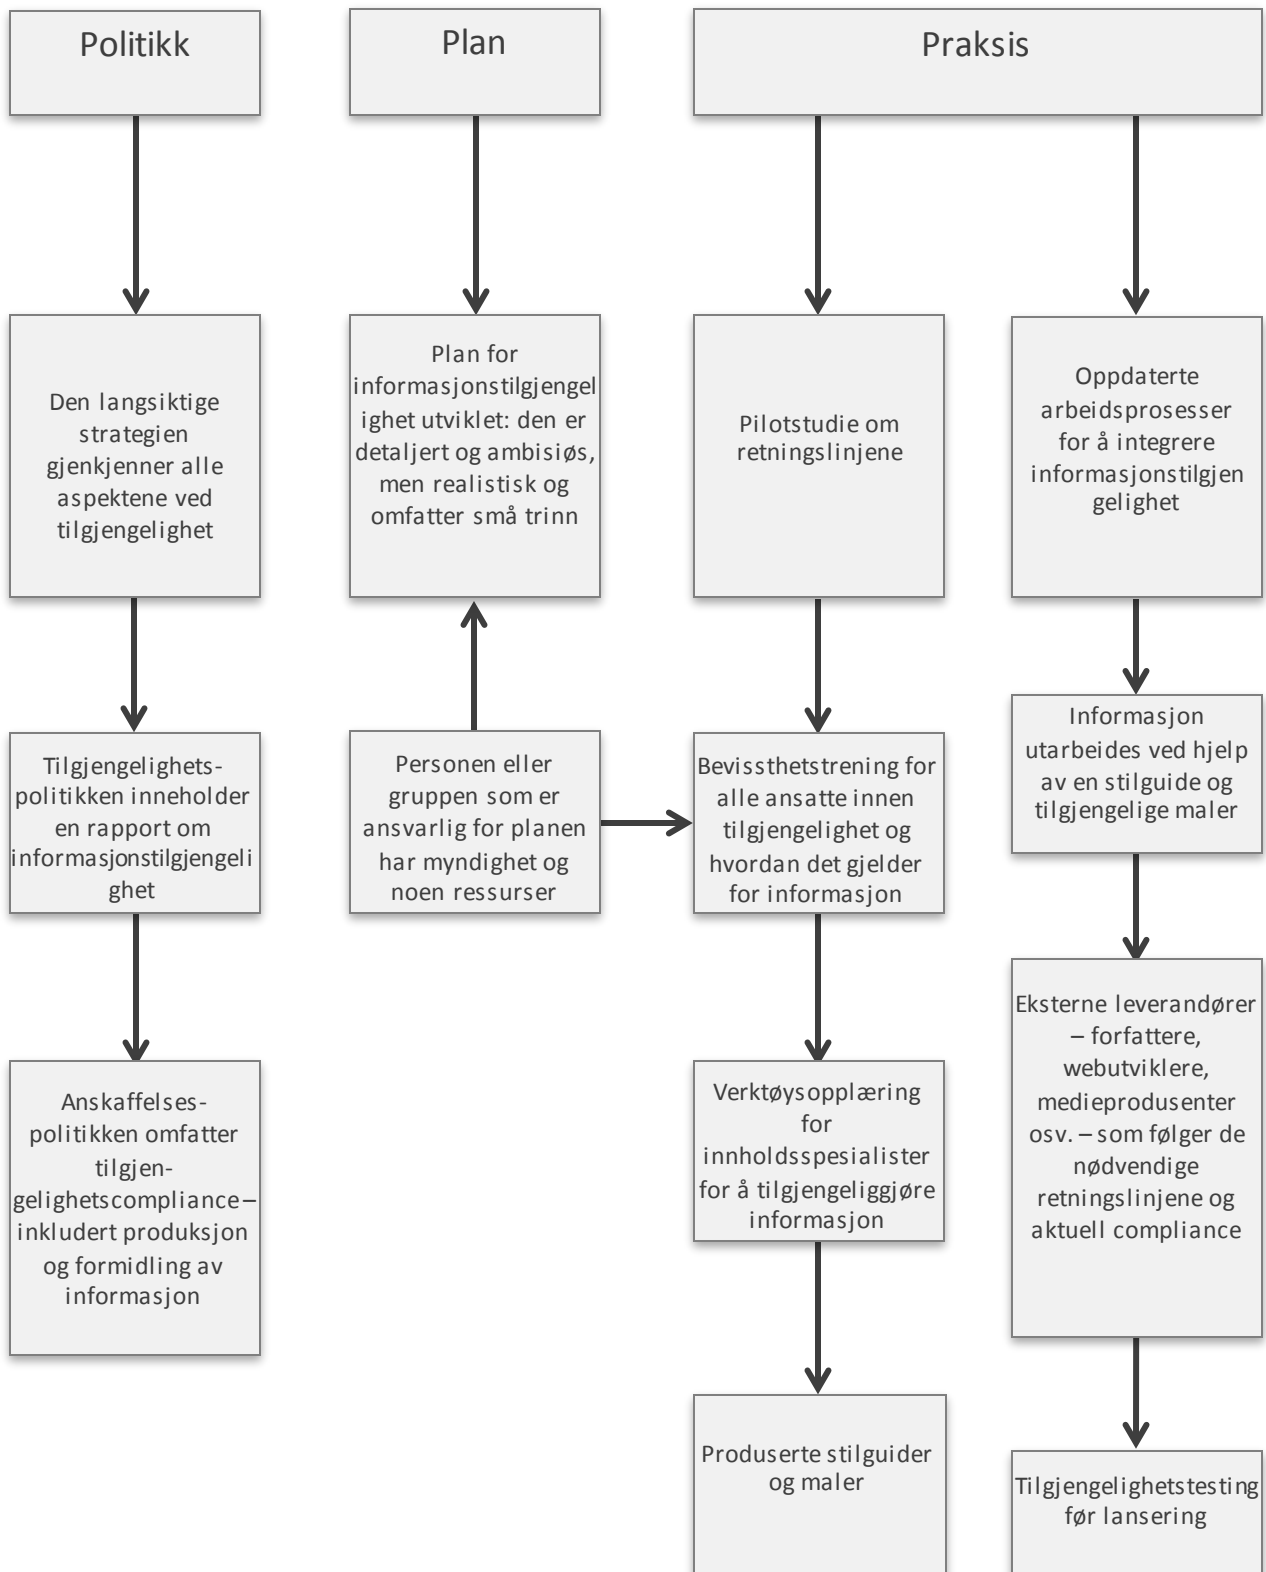 Politikk
Den langsiktige
strategien
gjenkjenner alle
aspektene ved
tilgjengelighet
Tilgjengelighets-
politikken inneholder
en rapport om
informasjonstilgjengeli
ghet
Anskaffelses-
politikken omfatter
tilgjen-
gelighetscompliance –
inkludert produksjon
og formidling av
informasjon
Plan
Plan for
informasjonstilgjengel
ighet utviklet: den er
detaljert og ambisiøs,
men realistisk og
omfatter små trinn
Personen eller
gruppen som er
ansvarlig for planen
har myndighet og
noen ressurser
Praksis
Pilotstudie om
retningslinjene
Bevissthetstrening for
alle ansatte innen
tilgjengelighet og
hvordan det gjelder
for informasjon
Verktøysopplæring
for
innholdsspesialister
for å tilgjengeliggjøre
informasjon
Produserte stilguider
og maler
Oppdaterte
arbeidsprosesser
for å integrere
informasjonstilgjen
gelighet
Informasjon
utarbeides ved hjelp
av en stilguide og
tilgjengelige maler
Eksterne leverandører
– forfattere,
webutviklere,
medieprodusenter
osv. – som følger de
nødvendige
retningslinjene og
aktuell compliance
Tilgjengelighetstesting
før lansering